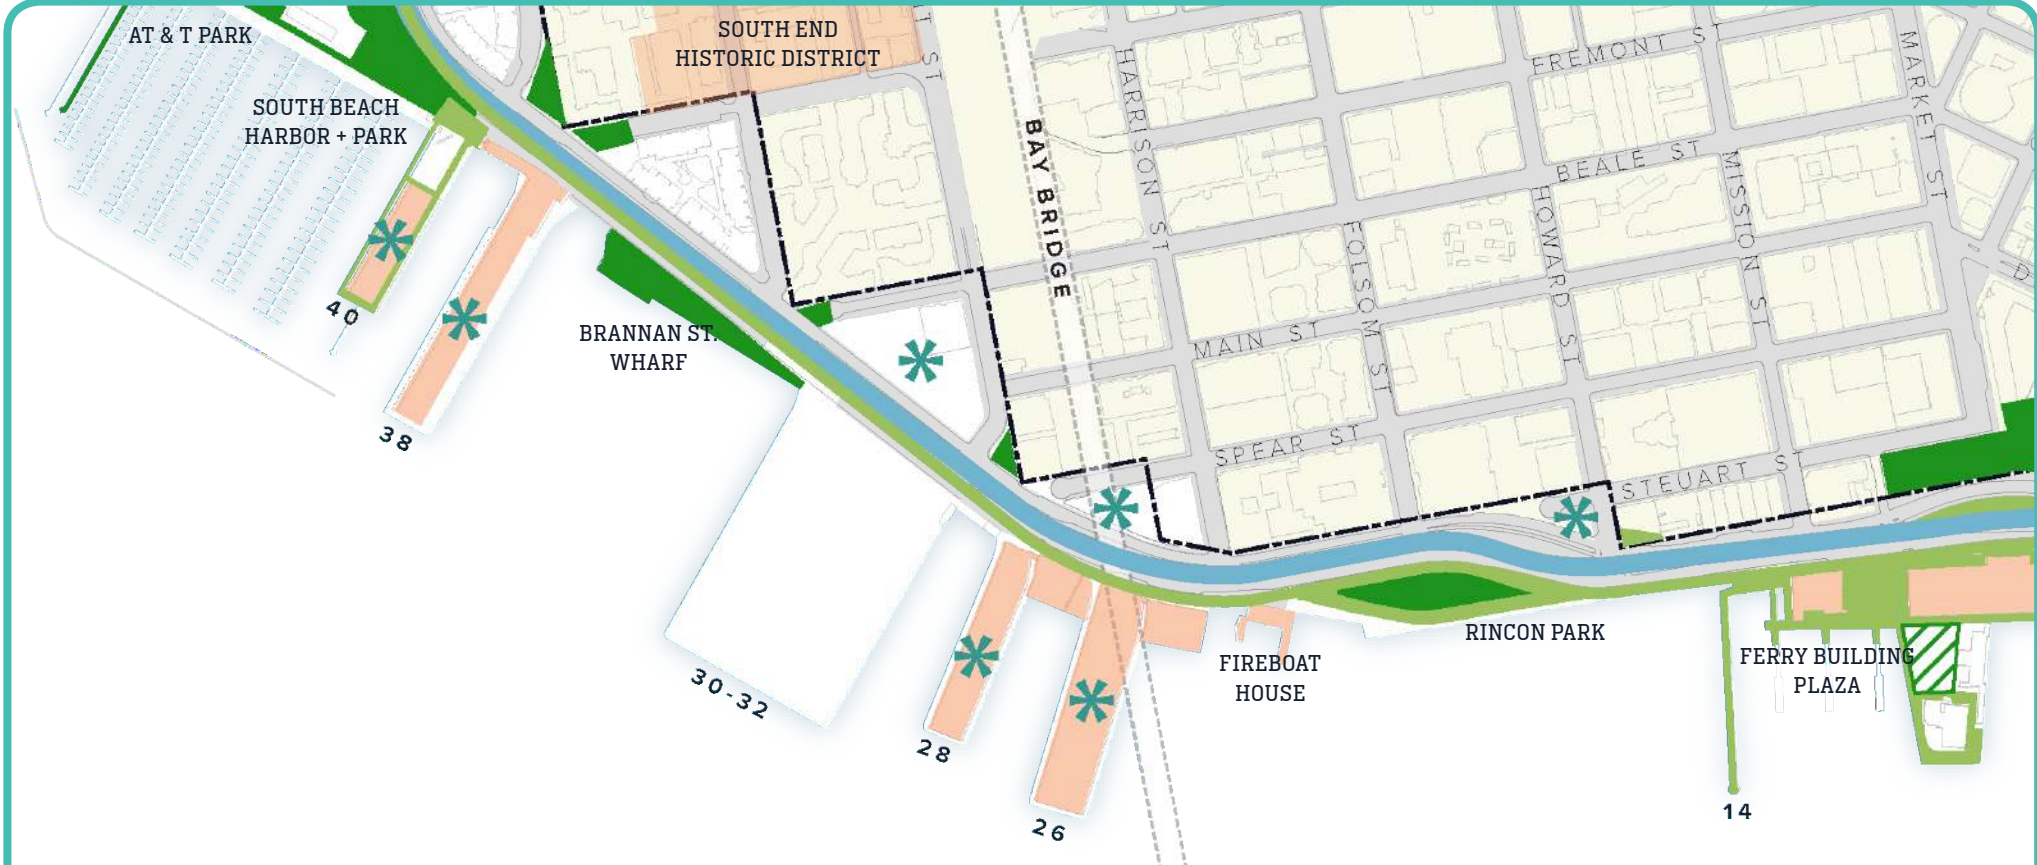 AT & T PARK
SOUTH END
HISTORIC DISTRICT
ST
FREMONT ST
MARKET ST
HARRISON ST
SOUTH BEACH
HARBOR + PARK
BAY BRIDGE
BEALE ST
MISSION ST
HOWARD ST
FOLSOM ST
40
BRANNAN ST.
WHARF
MAIN ST
38
SPEAR ST
STEUART ST
30-32
28
26
FIREBOAT
HOUSE
RINCON PARK
FERRY BUILDING
PLAZA
14